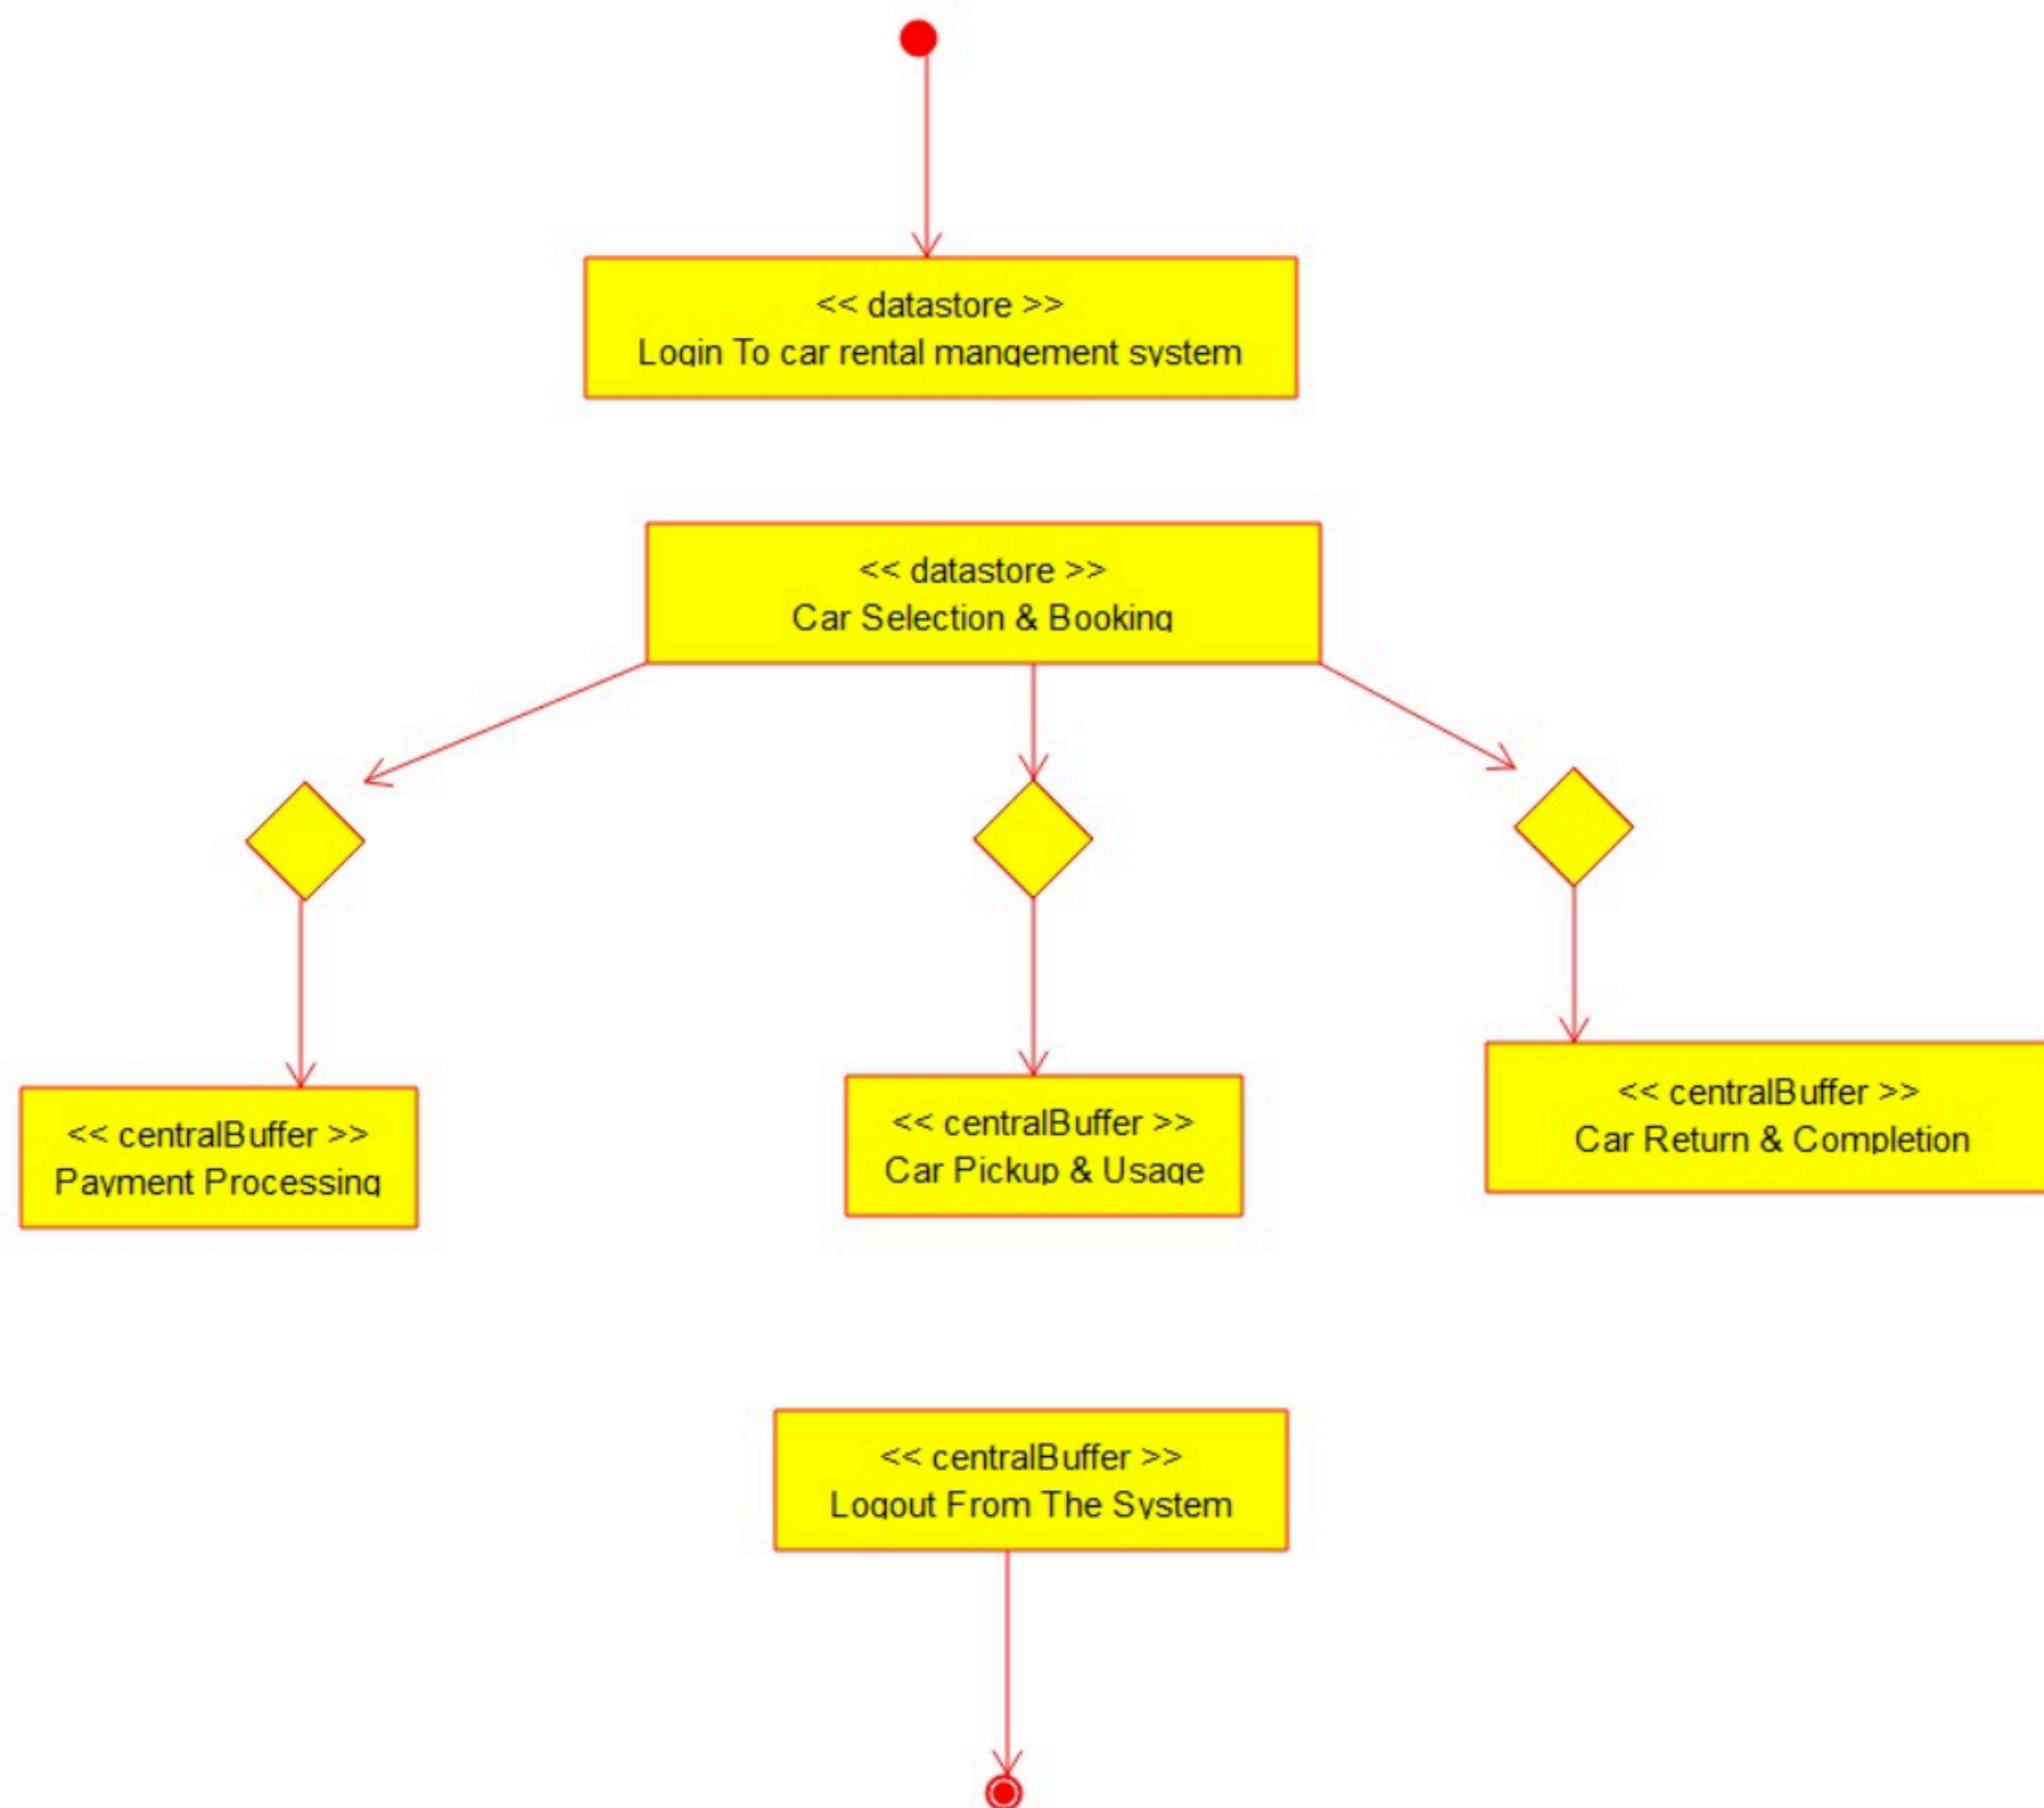 << datastore >>
Login To car rental mangement system
<< datastore >>
Car Selection & Booking
<< centralBuffer >>
Payment Processing
<< centralBuffer >>
Car Pickup & Usage
<< centralBuffer >>
Car Return & Completion
<< centralBuffer >>
Logout From The System